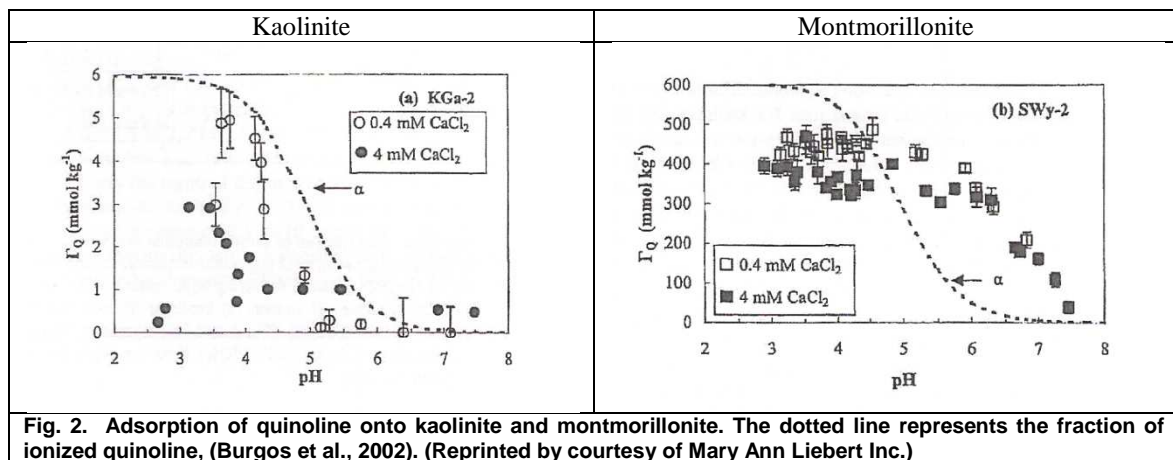 Kaolinite
Montmorillonite
6
5
4
3
2
1
0
Γ_Q (mmol kg⁻¹)
(a) KGa-2
0.4 mM CaCl₂
4 mM CaCl₂
α
2 3 4 5 6 7 8
pH
600
500
400
300
200
100
0
Γ_Q (mmol kg⁻¹)
(b) SWy-2
0.4 mM CaCl₂
4 mM CaCl₂
α
2 3 4 5 6 7 8
pH
Fig. 2. Adsorption of quinoline onto kaolinite and montmorillonite. The dotted line represents the fraction of
ionized quinoline, (Burgos et al., 2002). (Reprinted by courtesy of Mary Ann Liebert Inc.)